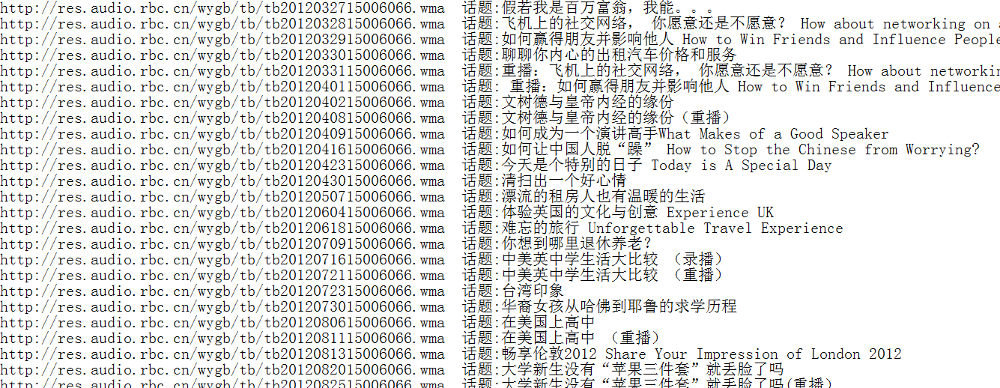 http://res.audio.rbc.cn/wygb/tb/tb2012032715006066.wma 话题:假若我是百万富翁，我能。。。
http://res.audio.rbc.cn/wygb/tb/tb2012032815006066.wma 话题:飞机上的社交网络， 你愿意还是不愿意? How about networking on a
http://res.audio.rbc.cn/wygb/tb/tb2012032915006066.wma 话题:如何赢得朋友并影响他人 How to Win Friends and Influence People
http://res.audio.rbc.cn/wygb/tb/tb2012033015006066.wma 话题:聊聊你内心的出租汽车价格和服务
http://res.audio.rbc.cn/wygb/tb/tb2012033115006066.wma 话题:重播：飞机上的社交网络， 你愿意还是不愿意? How about networkin
http://res.audio.rbc.cn/wygb/tb/tb2012040115006066.wma 话题: 重播：如何赢得朋友并影响他人 How to Win Friends and Influence
http://res.audio.rbc.cn/wygb/tb/tb2012040215006066.wma 话题:文树德与皇帝内经的缘份
http://res.audio.rbc.cn/wygb/tb/tb2012040815006066.wma 话题:文树德与皇帝内经的缘份（重播）
http://res.audio.rbc.cn/wygb/tb/tb2012040915006066.wma 话题:如何成为一个演讲高手What Makes of a Good Speaker
http://res.audio.rbc.cn/wygb/tb/tb2012041615006066.wma 话题:如何让中国人脱“躁” How to Stop the Chinese from Worrying?
http://res.audio.rbc.cn/wygb/tb/tb2012042315006066.wma 话题:今天是个特别的日子 Today is A Special Day
http://res.audio.rbc.cn/wygb/tb/tb2012043015006066.wma 话题:清扫出一个好心情
http://res.audio.rbc.cn/wygb/tb/tb2012050715006066.wma 话题:漂流的租房人也有温暖的生活
http://res.audio.rbc.cn/wygb/tb/tb2012060415006066.wma 话题:体验英国的文化与创意 Experience UK
http://res.audio.rbc.cn/wygb/tb/tb2012061815006066.wma 话题:难忘的旅行 Unforgettable Travel Experience
http://res.audio.rbc.cn/wygb/tb/tb2012070915006066.wma 话题:你想到哪里退休养老?
http://res.audio.rbc.cn/wygb/tb/tb2012071615006066.wma 话题:中美英中学生活大比较 （录播）
http://res.audio.rbc.cn/wygb/tb/tb2012072115006066.wma 话题:中美英中学生活大比较 （重播）
http://res.audio.rbc.cn/wygb/tb/tb2012072315006066.wma 话题:台湾印象
http://res.audio.rbc.cn/wygb/tb/tb2012073015006066.wma 话题:华裔女孩从哈佛到耶鲁的求学历程
http://res.audio.rbc.cn/wygb/tb/tb2012080615006066.wma 话题:在美国上高中
http://res.audio.rbc.cn/wygb/tb/tb2012081115006066.wma 话题:在美国上高中 （重播）
http://res.audio.rbc.cn/wygb/tb/tb2012081315006066.wma 话题:畅享伦敦2012 Share Your Impression of London 2012
http://res.audio.rbc.cn/wygb/tb/tb2012082015006066.wma 话题:大学新生没有“苹果三件套”就丢脸了吗
http://res.audio.rbc.cn/wygb/tb/tb2012082515006066.wma 话题:大学新生没有“苹果三件套”就丢脸了吗(重播)